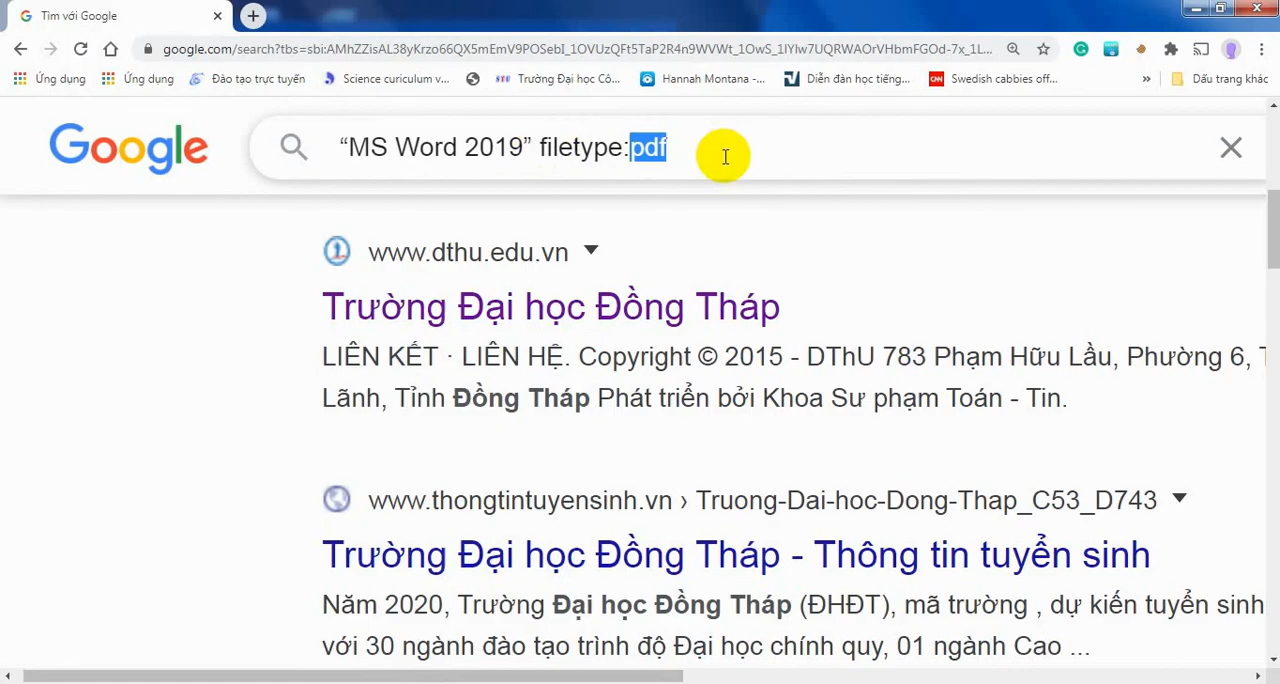 Tìm với Google
google.com/search?tbs=sbi:AMhZZisAL38yKrzo66QX5mEmV9POSebI_1OVUzQFt5TaP2R4n9WVWt_1OwS_1lYlw7UQRWAOrVHbmFGOd-7x_1L...
Ứng dụng Ứng dụng Đào tạo trực tuyến Science curiculum v... Trường Đại học Cô... Hannah Montana -... Diễn đàn học tiếng... Swedish cabbies off... » Dấu trang khác
Google “MS Word 2019” filetype:pdf
www.dthu.edu.vn
Trường Đại học Đồng Tháp
LIÊN KẾT · LIÊN HỆ. Copyright © 2015 - DThU 783 Phạm Hữu Lầu, Phường 6,
Lãnh, Tỉnh Đồng Tháp Phát triển bởi Khoa Sư phạm Toán - Tin.
www.thongtintuyensinh.vn › Truong-Dai-hoc-Dong-Thap_C53_D743
Trường Đại học Đồng Tháp - Thông tin tuyển sinh
Năm 2020, Trường Đại học Đồng Tháp (ĐHĐT), mã trường , dự kiến tuyển sinh
với 30 ngành đào tạo trình độ Đại học chính quy, 01 ngành Cao ...